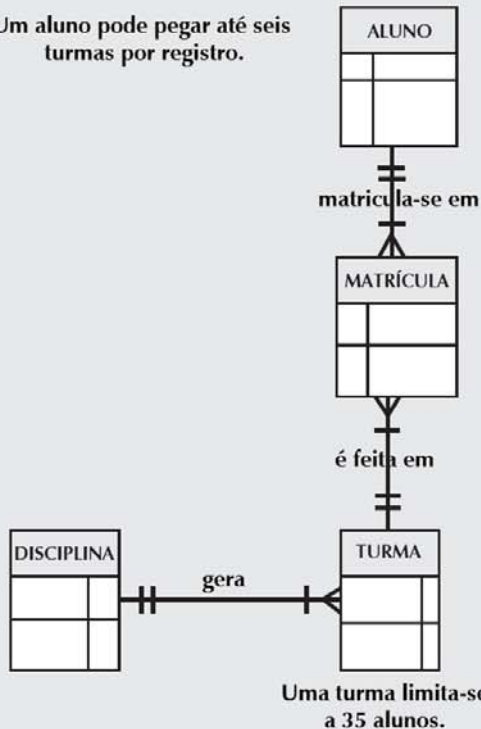 Um aluno pode pegar até seis
turmas por registro.
ALUNO
matricula-se em
MATRÍCULA
é feita em
DISCIPLINA
gera
TURMA
Uma turma limita-se
a 35 alunos.